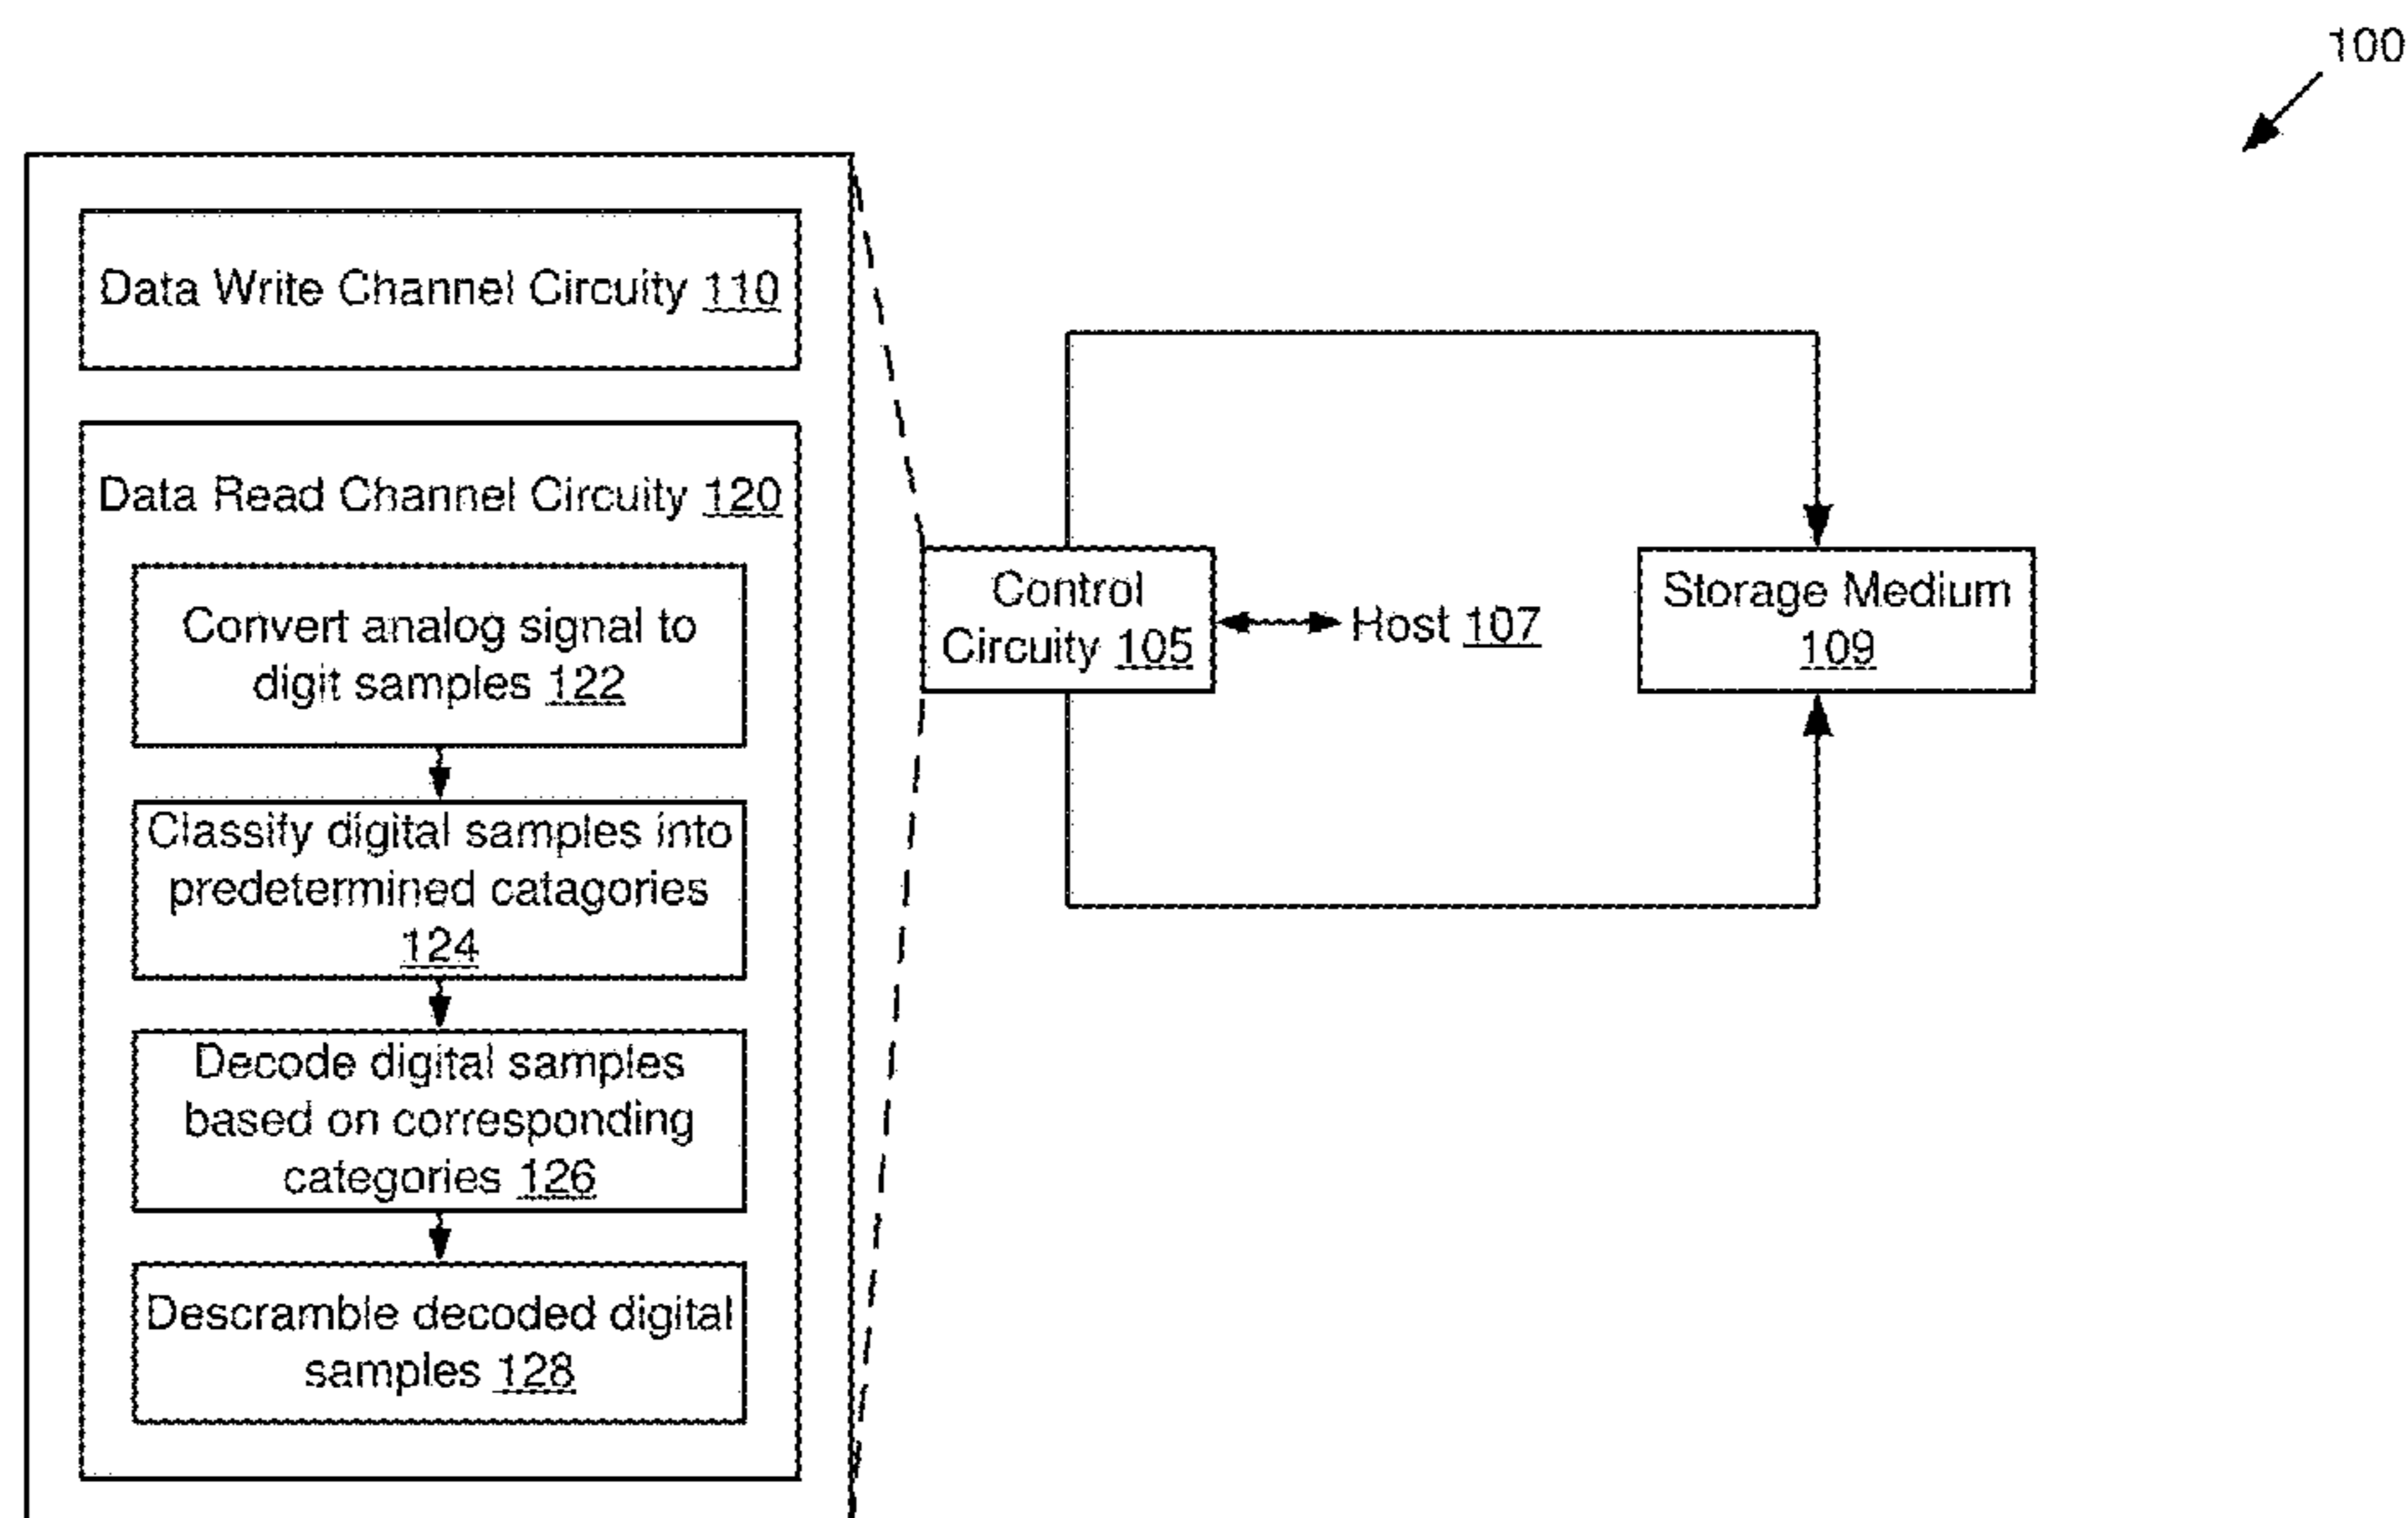 100
Data Write Channel Circuity 110
Data Read Channel Circuity 120
Convert analog signal to
digit samples 122
Classify digital samples into
predetermined catagories
124
Decode digital samples
based on corresponding
categories 126
Descramble decoded digital
samples 128
Control
Circuity 105
Host 107
Storage Medium
109